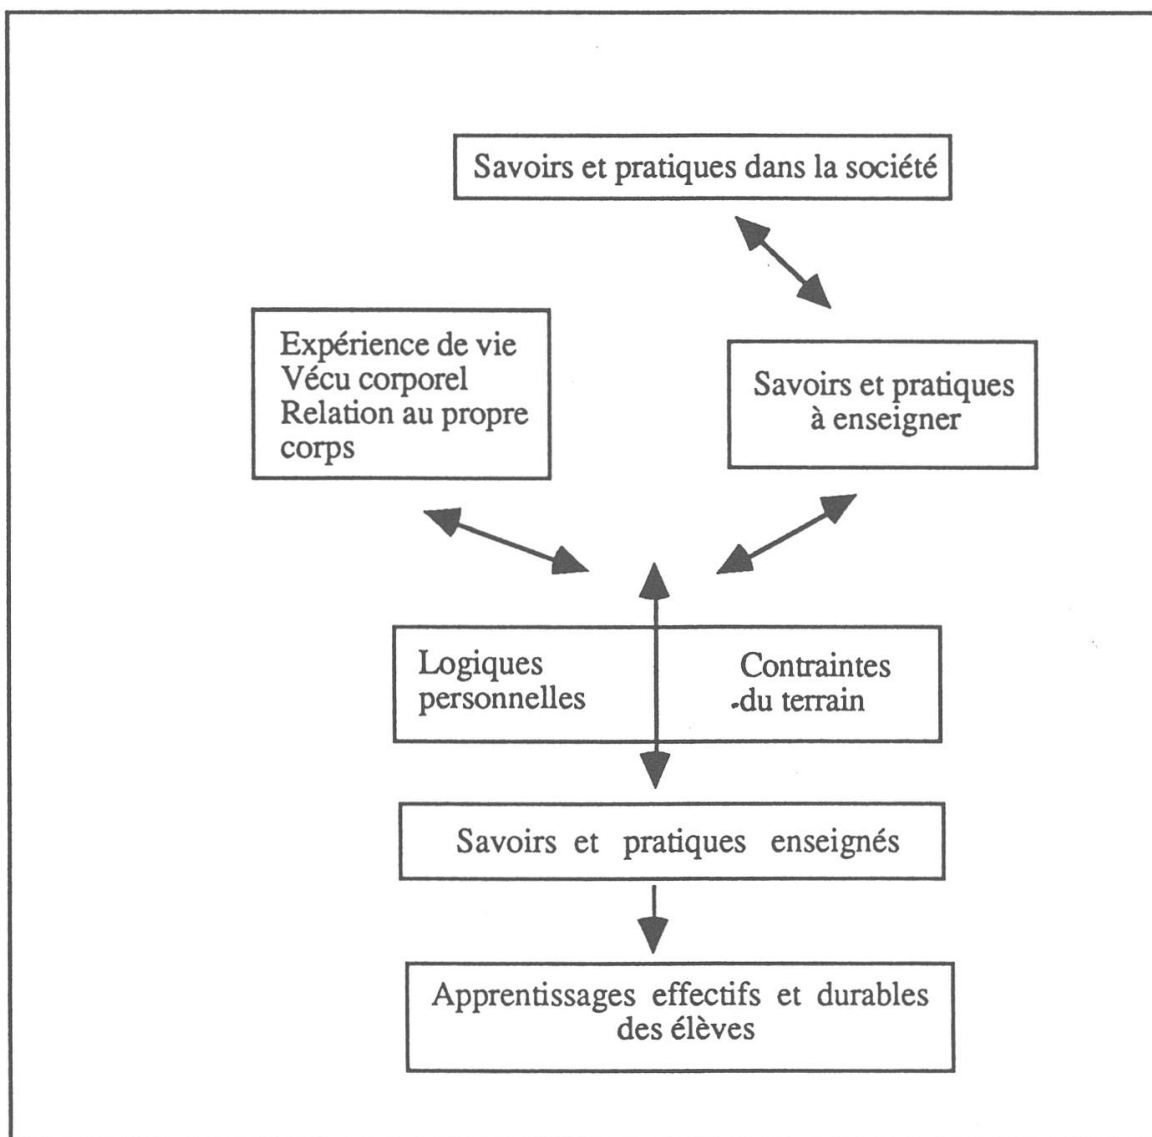 Savoirs et pratiques dans la société
Expérience de vie
Vécu corporel
Relation au propre
corps
Savoirs et pratiques
à enseigner
Logiques
personnelles
Contraintes
du terrain
Savoirs et pratiques enseignés
Apprentissages effectifs et durables
des élèves